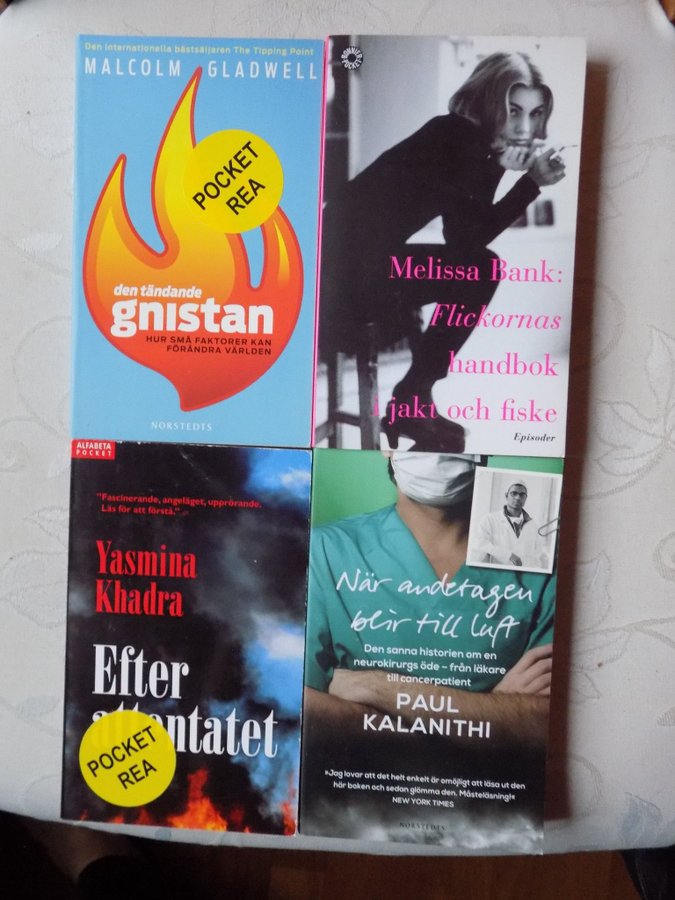 Den internationella bästsäljaren The Tipping Point
MALCOLM GLADWELL
POCKET
REA
den tändande
gnistan
HUR SMÅ FAKTORER KAN
FÖRÄNDRA VÄRLDEN
NORSTEDTS
BONNIER
POCKET
Melissa Bank:
Flickornas
handbok
i jakt och fiske
Episoder
ALFABETA
POCKET
"Fascinerande, angeläget, upprörande.
Läs för att förstå."
Yasmina
Khadra
Efter
attentatet
POCKET
REA
När andetagen
blir till luft
Den sanna historien om en
neurokirurgs öde – från läkare
till cancerpatient
PAUL
KALANITHI
»Jag lovar att det helt enkelt är omöjligt att läsa ut den
här boken och sedan glömma den. Måsteläsning!«
NEW YORK TIMES
NORSTEDTS